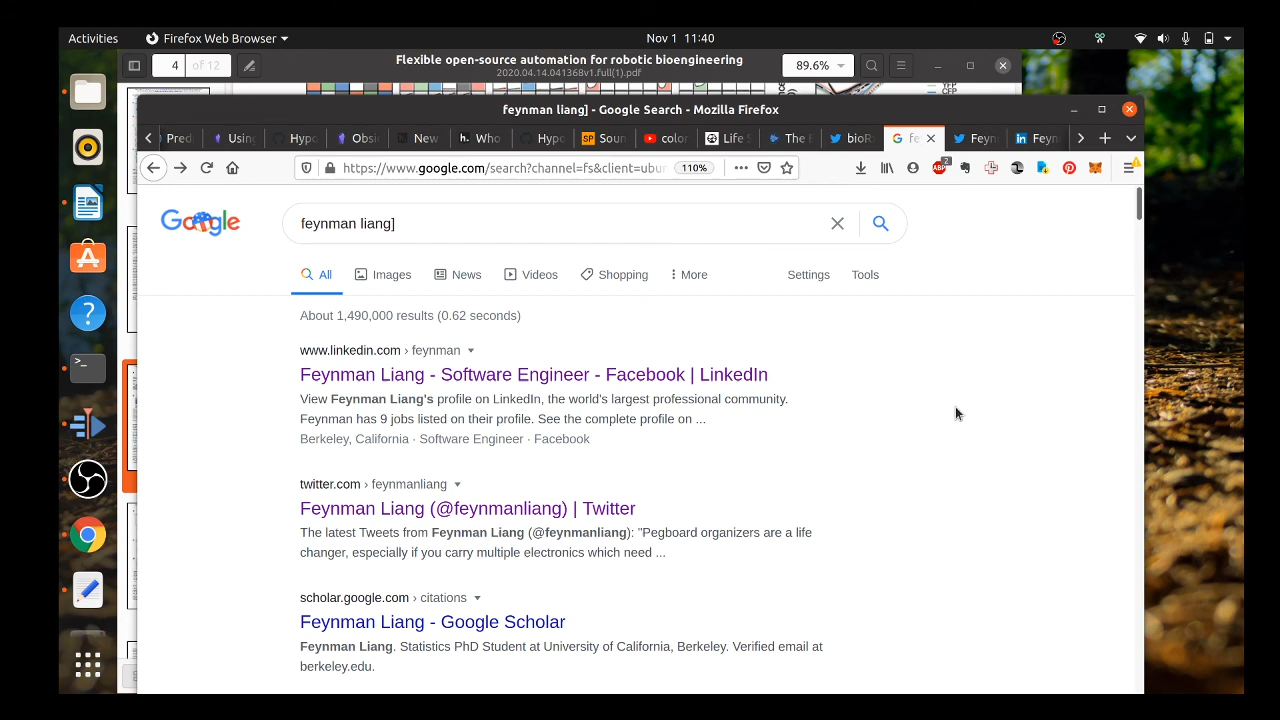 Activities
Firefox Web Browser
Nov 1 11:40
4
of 12
Flexible open-source automation for robotic bioengineering
2020.04.14.041368v1.full(1).pdf
89.6%
feynman liang] - Google Search - Mozilla Firefox
Pred
Using
Hypo
Obsi
New
Who
Hypo
SP Soun
color
Life S
The E
bioR
fe
Feyn
Feyn
https://www.google.com/search?channel=fs&client=ubur
110%
2
Google
feynman liang]
All
Images
News
Videos
Shopping
More
Settings
Tools
About 1,490,000 results (0.62 seconds)
www.linkedin.com › feynman
Feynman Liang - Software Engineer - Facebook | LinkedIn
View Feynman Liang's profile on LinkedIn, the world's largest professional community.
Feynman has 9 jobs listed on their profile. See the complete profile on ...
Berkeley, California · Software Engineer · Facebook
twitter.com › feynmanliang
Feynman Liang (@feynmanliang) | Twitter
The latest Tweets from Feynman Liang (@feynmanliang): "Pegboard organizers are a life
changer, especially if you carry multiple electronics which need ...
scholar.google.com › citations
Feynman Liang - Google Scholar
Feynman Liang. Statistics PhD Student at University of California, Berkeley. Verified email at
berkeley.edu.